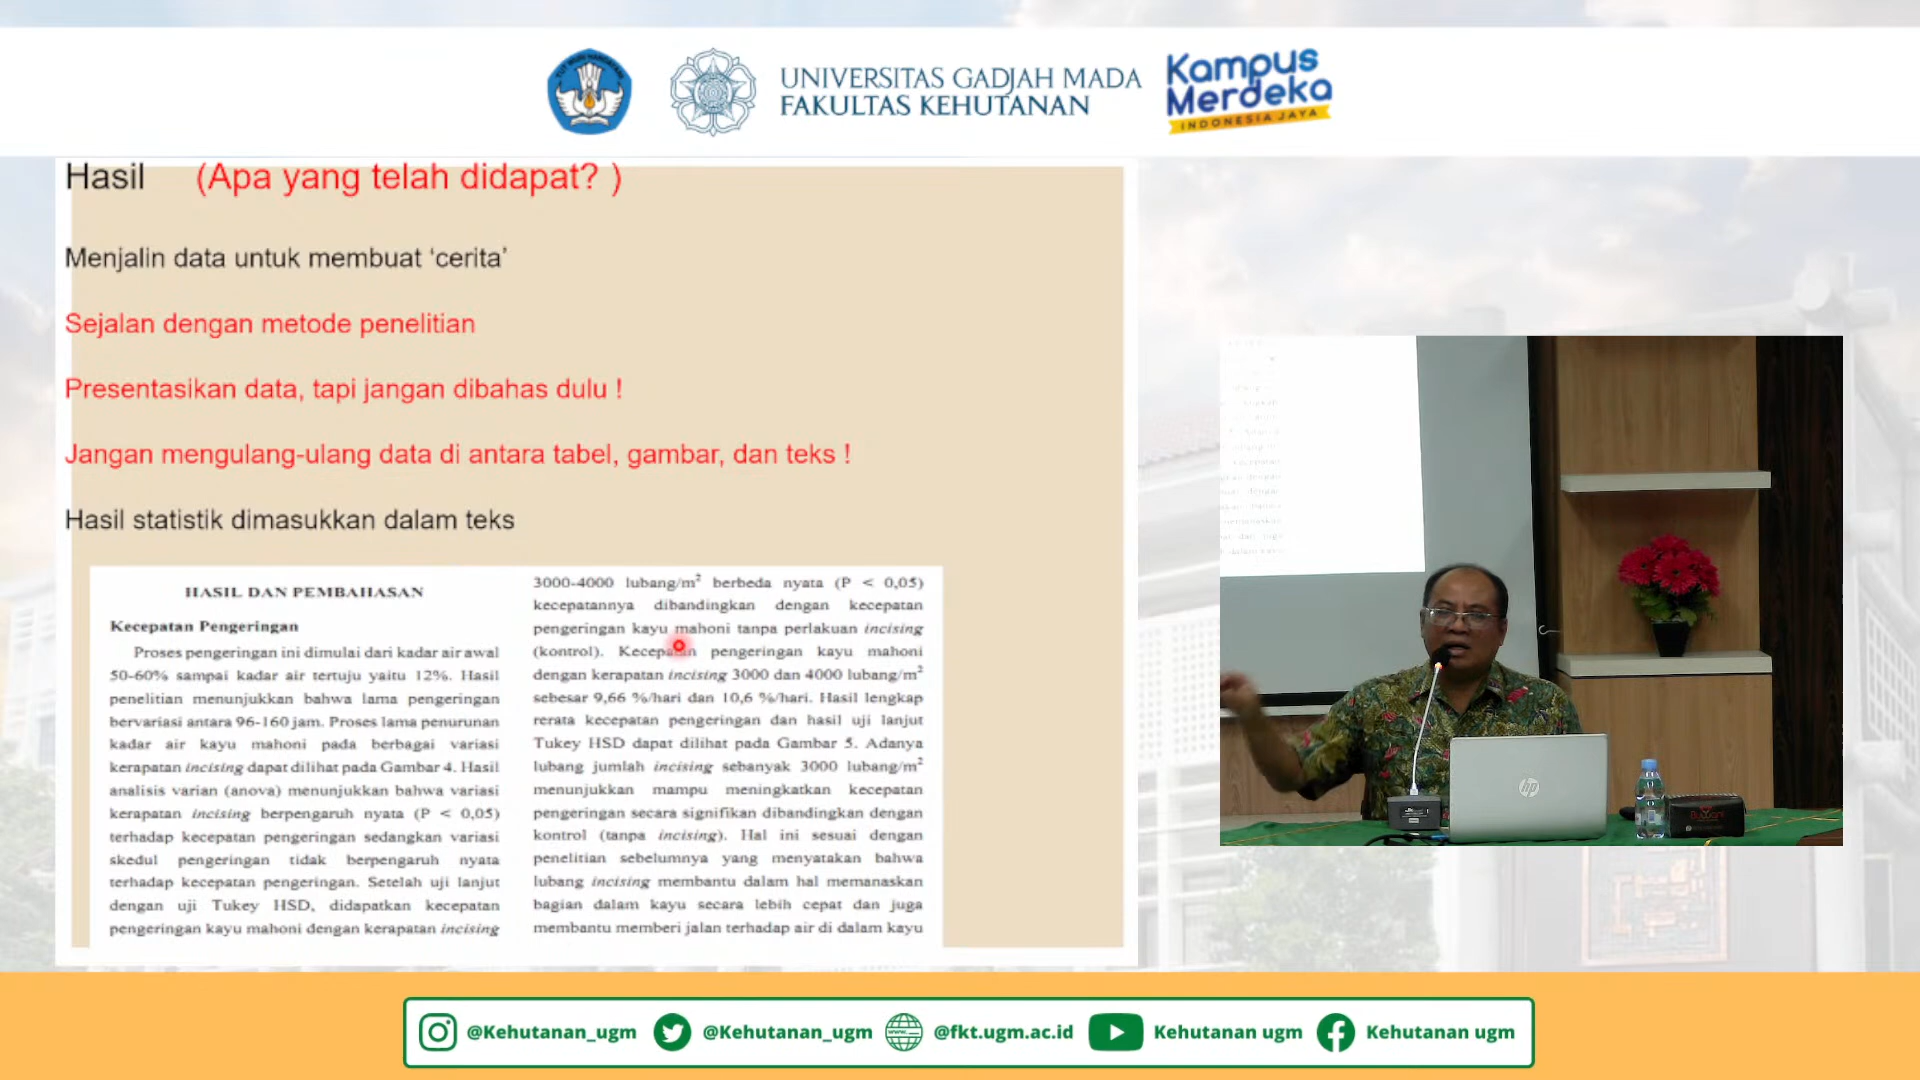 UNIVERSITAS GADJAH MADA
FAKULTAS KEHUTANAN
Kampus
Merdeka
INDONESIA JAYA
Hasil (Apa yang telah didapat? )
Menjalin data untuk membuat ‘cerita’
Sejalan dengan metode penelitian
Presentasikan data, tapi jangan dibahas dulu !
Jangan mengulang-ulang data di antara tabel, gambar, dan teks !
Hasil statistik dimasukkan dalam teks
HASIL DAN PEMBAHASAN
Kecepatan Pengeringan
Proses pengeringan ini dimulai dari kadar air awal
50-60% sampai kadar air tertuju yaitu 12%. Hasil
penelitian menunjukkan bahwa lama pengeringan
bervariasi antara 96-160 jam. Proses lama penurunan
kadar air kayu mahoni pada berbagai variasi
kerapatan incising dapat dilihat pada Gambar 4. Hasil
analisis varian (anova) menunjukkan bahwa variasi
kerapatan incising berpengaruh nyata (P < 0,05)
terhadap kecepatan pengeringan sedangkan variasi
skedul pengeringan tidak berpengaruh nyata
terhadap kecepatan pengeringan. Setelah uji lanjut
dengan uji Tukey HSD, didapatkan kecepatan
pengeringan kayu mahoni dengan kerapatan incising
3000-4000 lubang/m² berbeda nyata (P < 0,05)
kecepatannya dibandingkan dengan kecepatan
pengeringan kayu mahoni tanpa perlakuan incising
(kontrol). Kecepatan pengeringan kayu mahoni
dengan kerapatan incising 3000 dan 4000 lubang/m²
sebesar 9,66 %/hari dan 10,6 %/hari. Hasil lengkap
rerata kecepatan pengeringan dan hasil uji lanjut
Tukey HSD dapat dilihat pada Gambar 5. Adanya
lubang jumlah incising sebanyak 3000 lubang/m²
menunjukkan mampu meningkatkan kecepatan
pengeringan secara signifikan dibandingkan dengan
kontrol (tanpa incising). Hal ini sesuai dengan
penelitian sebelumnya yang menyatakan bahwa
lubang incising membantu dalam hal memanaskan
bagian dalam kayu secara lebih cepat dan juga
membantu memberi jalan terhadap air di dalam kayu
hp
@Kehutanan_ugm @Kehutanan_ugm @fkt.ugm.ac.id Kehutanan ugm Kehutanan ugm